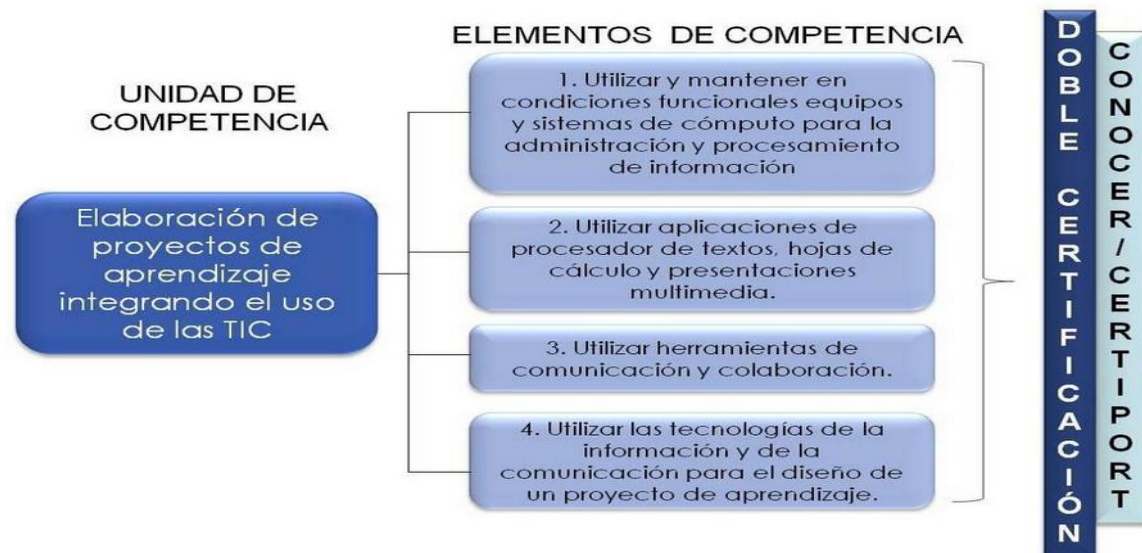 UNIDAD DE
COMPETENCIA
Elaboración de
proyectos de
aprendizaje
integrando el uso
de las TIC
ELEMENTOS DE COMPETENCIA
1. Utilizar y mantener en
condiciones funcionales equipos
y sistemas de cómputo para la
administración y procesamiento
de información
2. Utilizar aplicaciones de
procesador de textos, hojas de
cálculo y presentaciones
multimedia.
3. Utilizar herramientas de
comunicación y colaboración.
4. Utilizar las tecnologías de la
información y de la
comunicación para el diseño de
un proyecto de aprendizaje.
DOBLE CERTIFICACIÓN
CONOCER/CERTIPORT